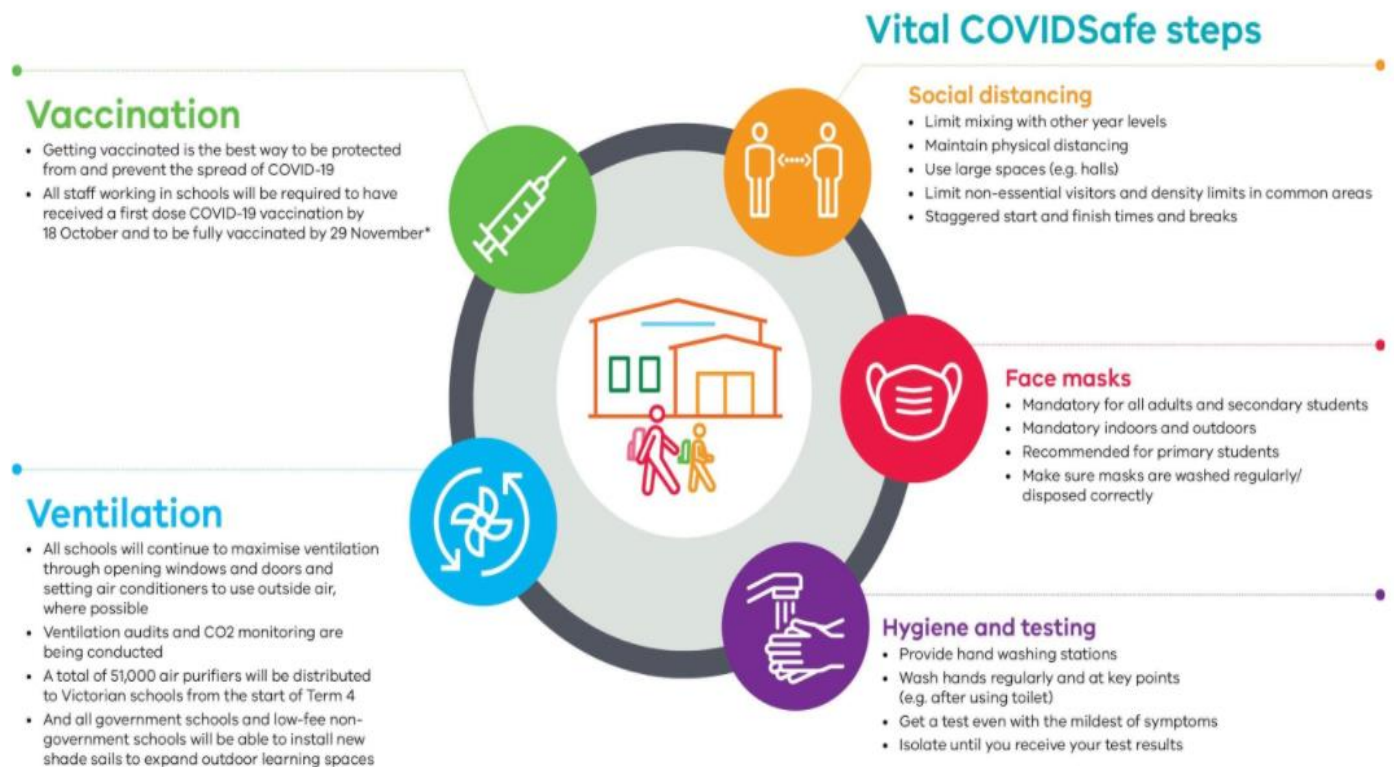 Vaccination
• Getting vaccinated is the best way to be protected
from and prevent the spread of COVID-19
• All staff working in schools will be required to have
received a first dose COVID-19 vaccination by
18 October and to be fully vaccinated by 29 November*
Ventilation
• All schools will continue to maximise ventilation
through opening windows and doors and
setting air conditioners to use outside air,
where possible
• Ventilation audits and CO2 monitoring are
being conducted
• A total of 51,000 air purifiers will be distributed
to Victorian schools from the start of Term 4
• And all government schools and low-fee non-
government schools will be able to install new
shade sails to expand outdoor learning spaces
Vital COVIDSafe steps
Social distancing
• Limit mixing with other year levels
• Maintain physical distancing
• Use large spaces (e.g. halls)
• Limit non-essential visitors and density limits in common areas
• Staggered start and finish times and breaks
Face masks
• Mandatory for all adults and secondary students
• Mandatory indoors and outdoors
• Recommended for primary students
• Make sure masks are washed regularly/
disposed correctly
Hygiene and testing
• Provide hand washing stations
• Wash hands regularly and at key points
(e.g. after using toilet)
• Get a test even with the mildest of symptoms
• Isolate until you receive your test results